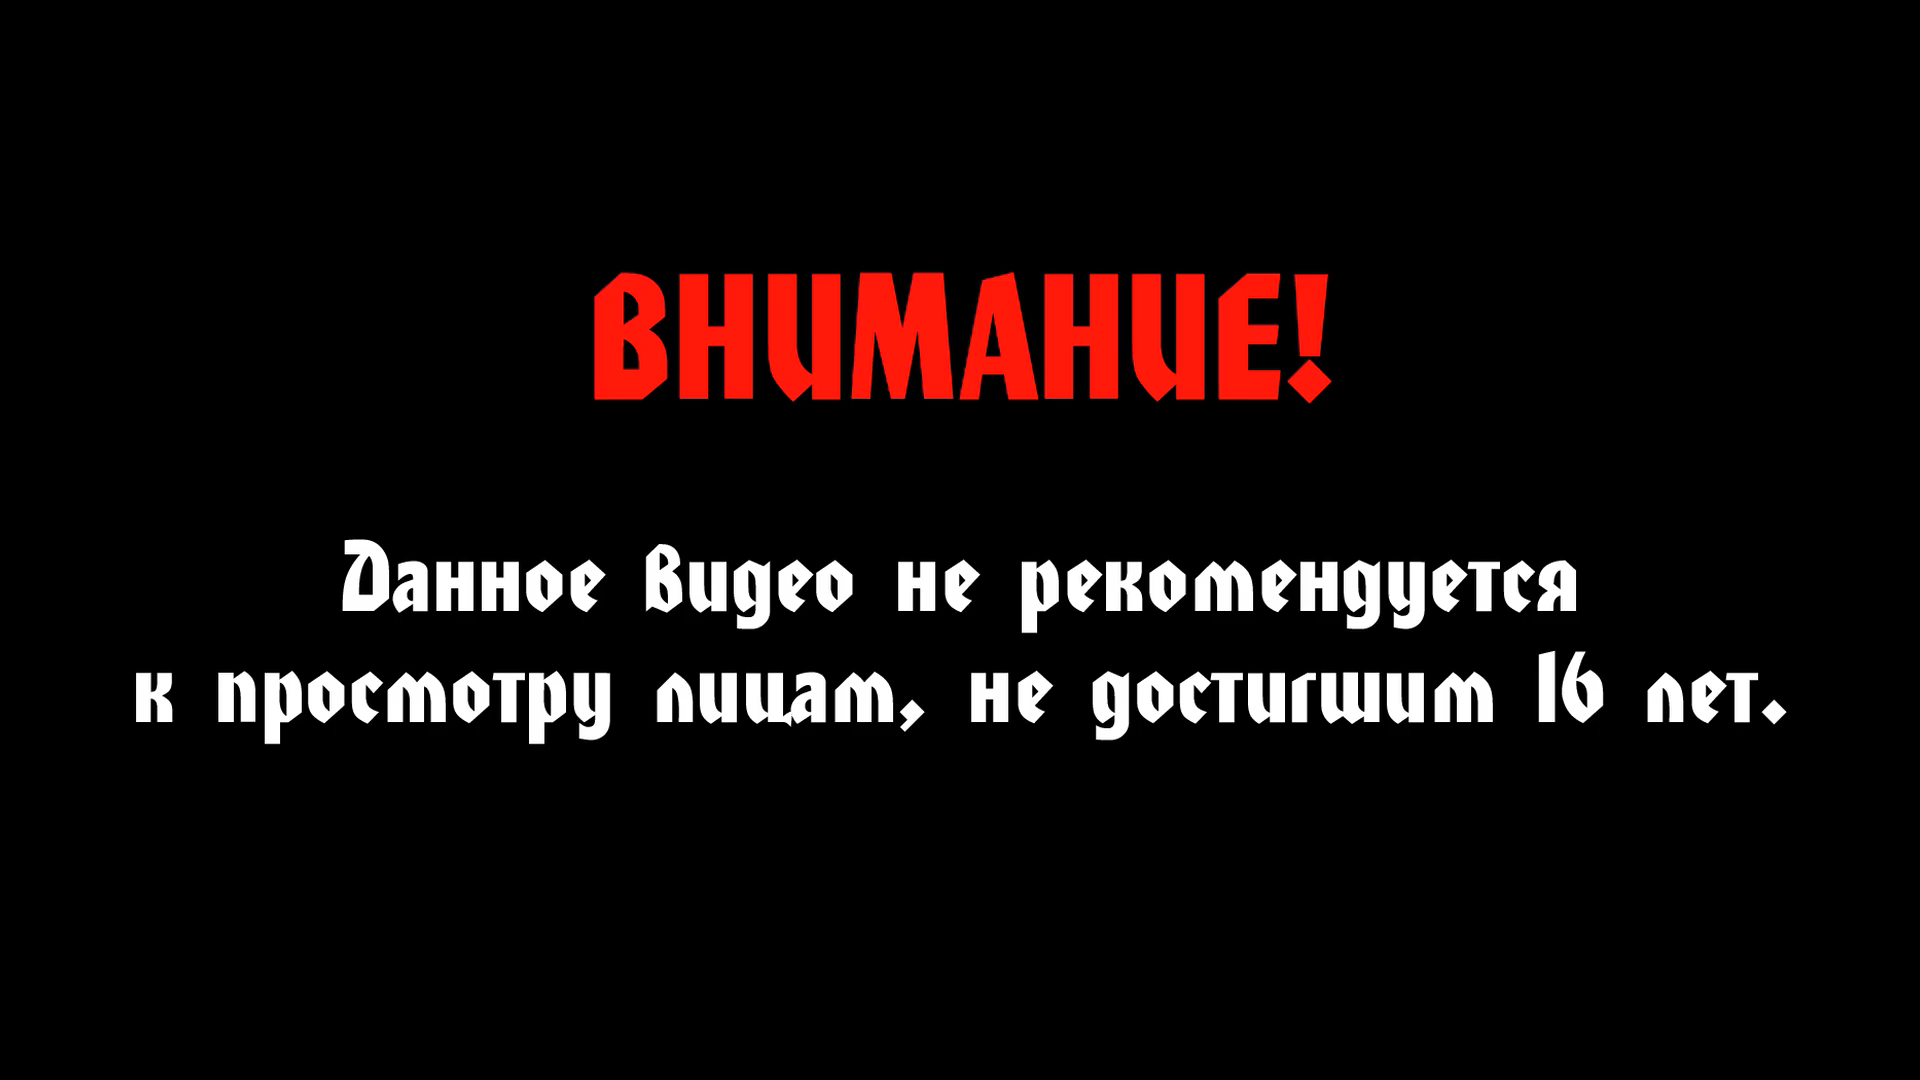 ВНИМАНИЕ!
Данное видео не рекомендуется
к просмотру лицам, не достигшим 16 лет.